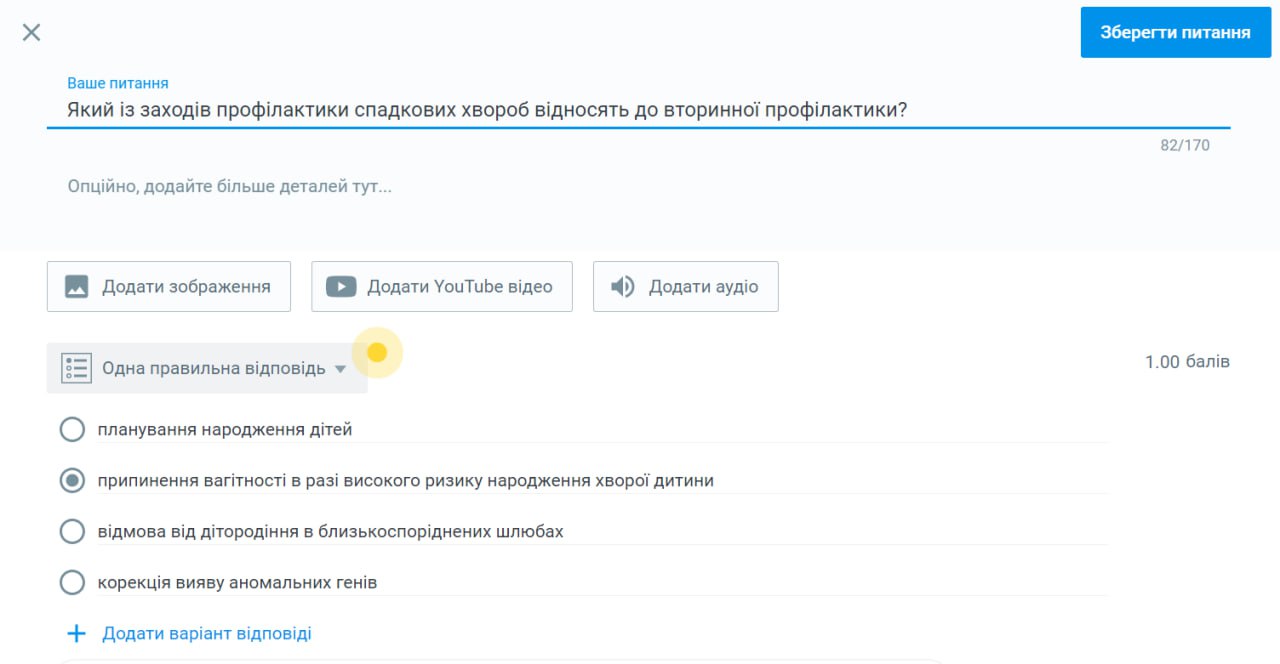 Зберегти питання
Ваше питання
Який із заходів профілактики спадкових хвороб відносять до вторинної профілактики?
82/170
Опційно, додайте більше деталей тут...
Додати зображення
Додати YouTube відео
Додати аудіо
Одна правильна відповідь
1.00 балів
планування народження дітей
припинення вагітності в разі високого ризику народження хворої дитини
відмова від дітородіння в близькоспоріднених шлюбах
корекція вияву аномальних генів
Додати варіант відповіді